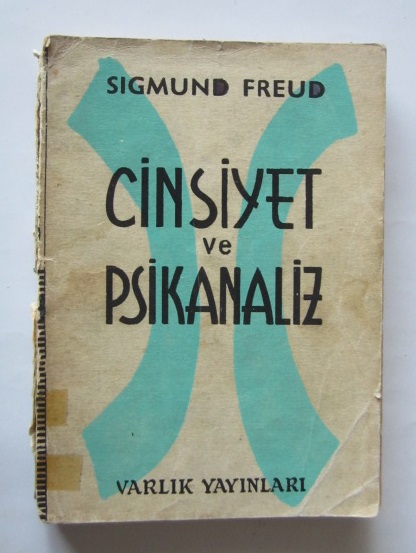 SIGMUND FREUD
CİNSİYET
ve
PSİKANALİZ
VARLIK YAYINLARI